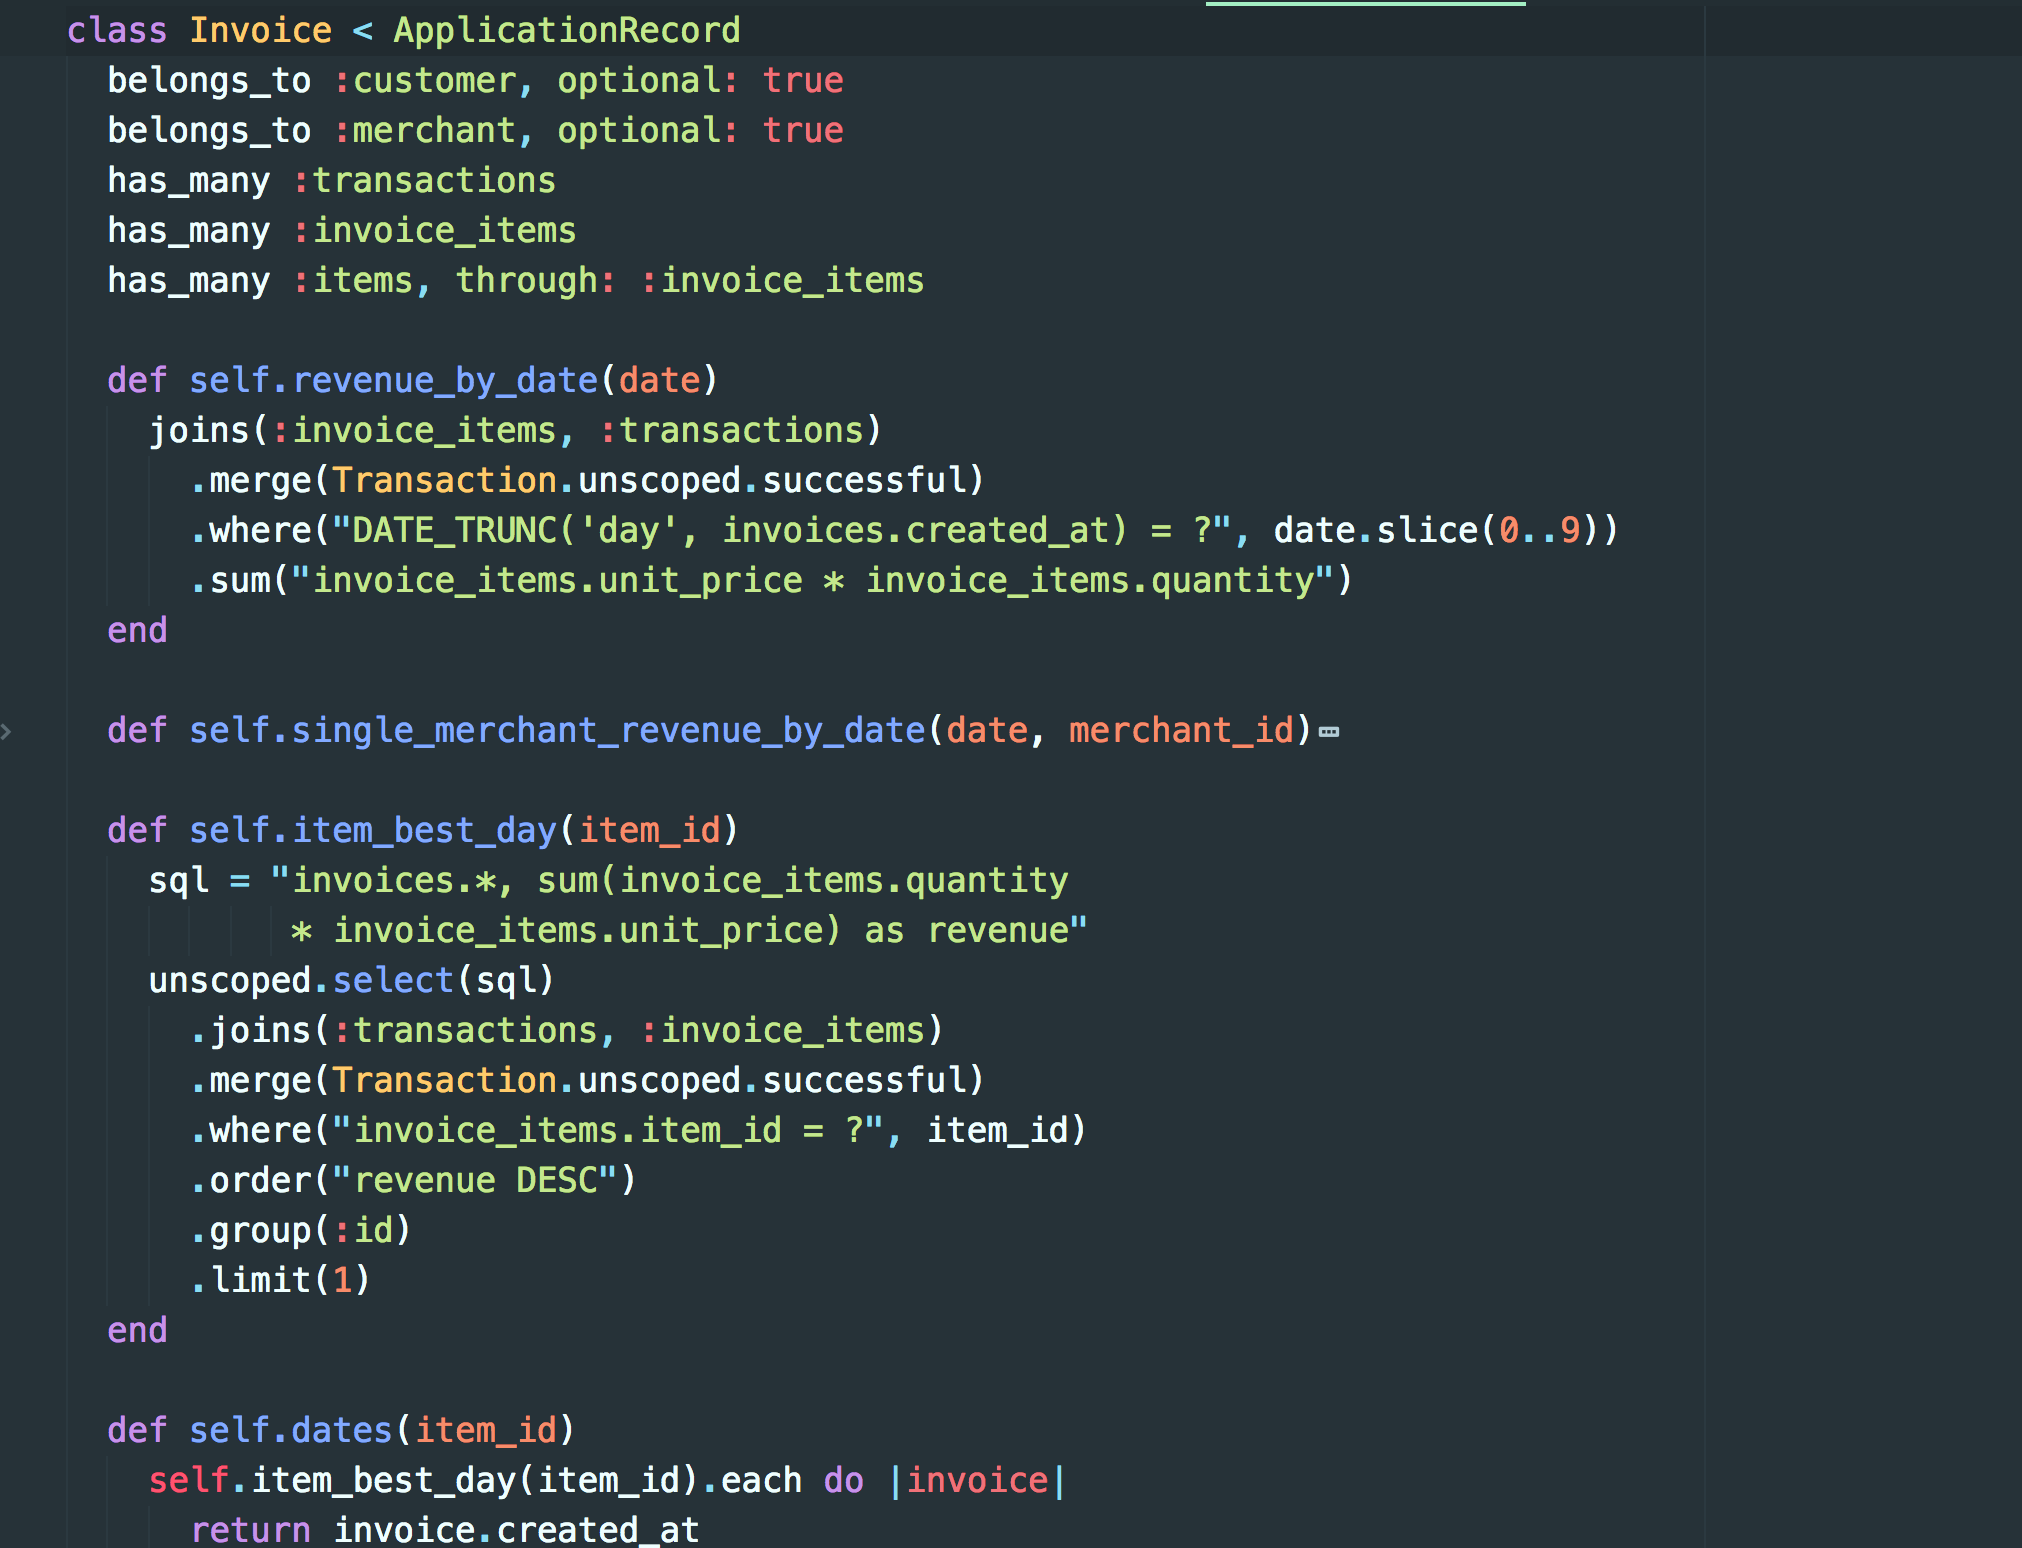 class Invoice < ApplicationRecord
  belongs_to :customer, optional: true
  belongs_to :merchant, optional: true
  has_many :transactions
  has_many :invoice_items
  has_many :items, through: :invoice_items

  def self.revenue_by_date(date)
    joins(:invoice_items, :transactions)
      .merge(Transaction.unscoped.successful)
      .where("DATE_TRUNC('day', invoices.created_at) = ?", date.slice(0..9))
      .sum("invoice_items.unit_price * invoice_items.quantity")
  end

  def self.single_merchant_revenue_by_date(date, merchant_id)

  def self.item_best_day(item_id)
    sql = "invoices.*, sum(invoice_items.quantity
           * invoice_items.unit_price) as revenue"
    unscoped.select(sql)
      .joins(:transactions, :invoice_items)
      .merge(Transaction.unscoped.successful)
      .where("invoice_items.item_id = ?", item_id)
      .order("revenue DESC")
      .group(:id)
      .limit(1)
  end

  def self.dates(item_id)
    self.item_best_day(item_id).each do |invoice|
      return invoice.created_at